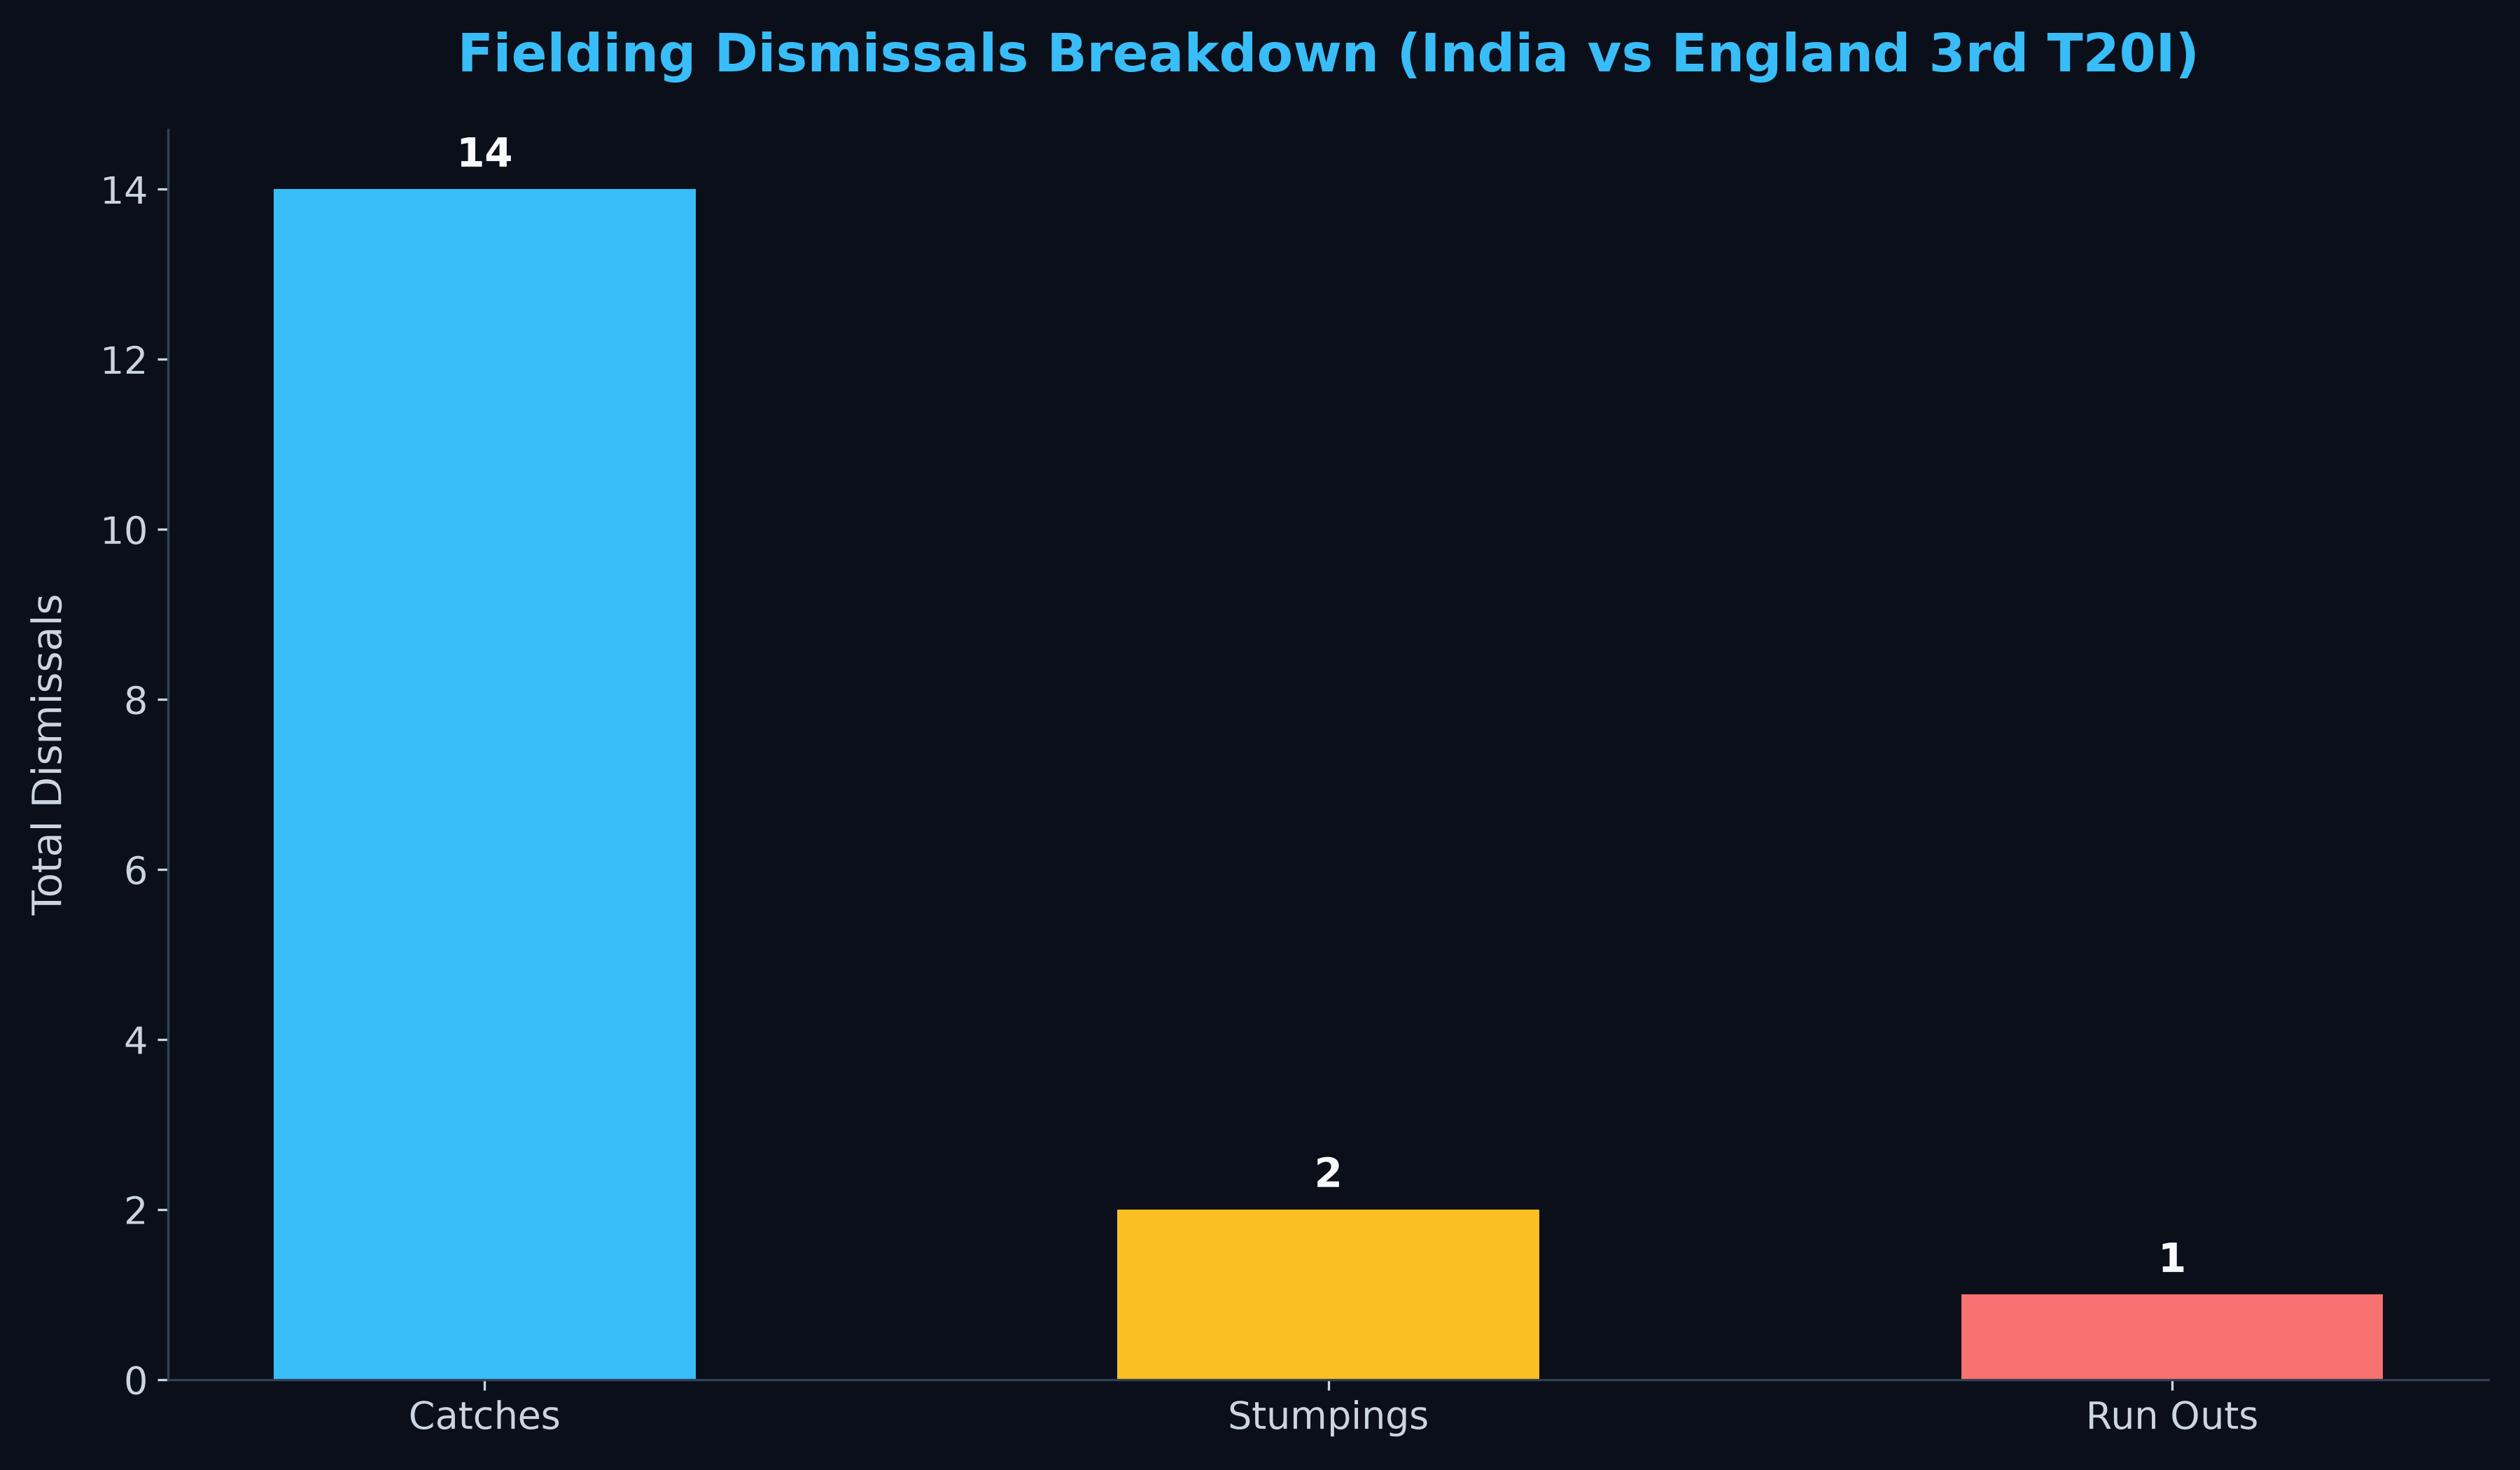 Fielding Dismissals Breakdown (India vs England 3rd T20I)
Total Dismissals
14
12
10
8
6
4
2
0
14
2
1
Catches
Stumpings
Run Outs